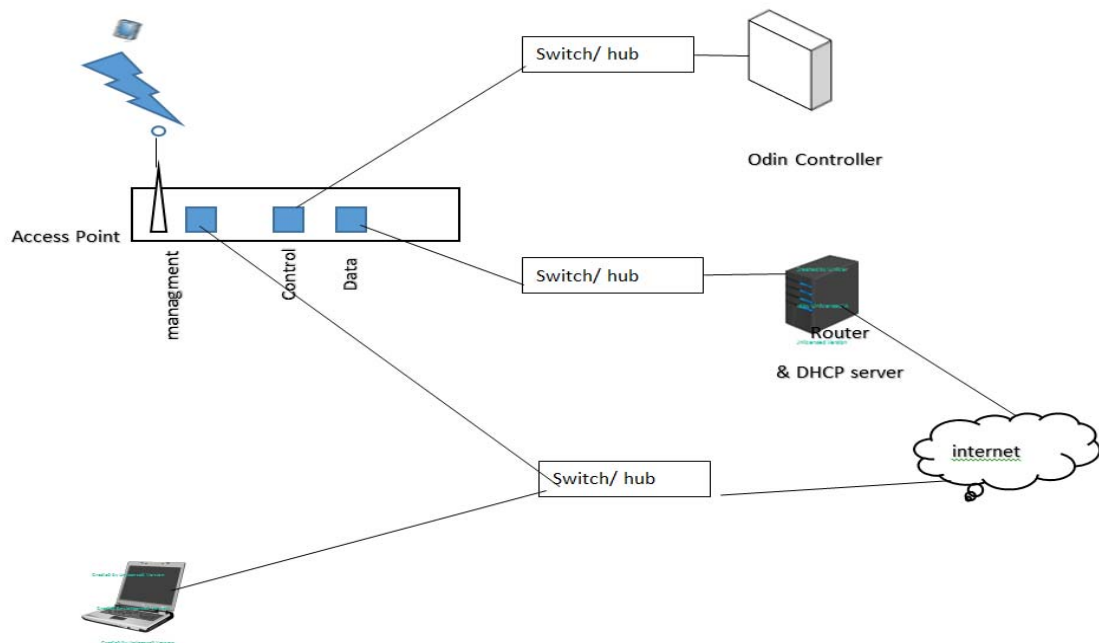 Switch/ hub
Odin Controller
Access Point
managment
Control
Data
Switch/ hub
Router
& DHCP server
internet
Switch/ hub